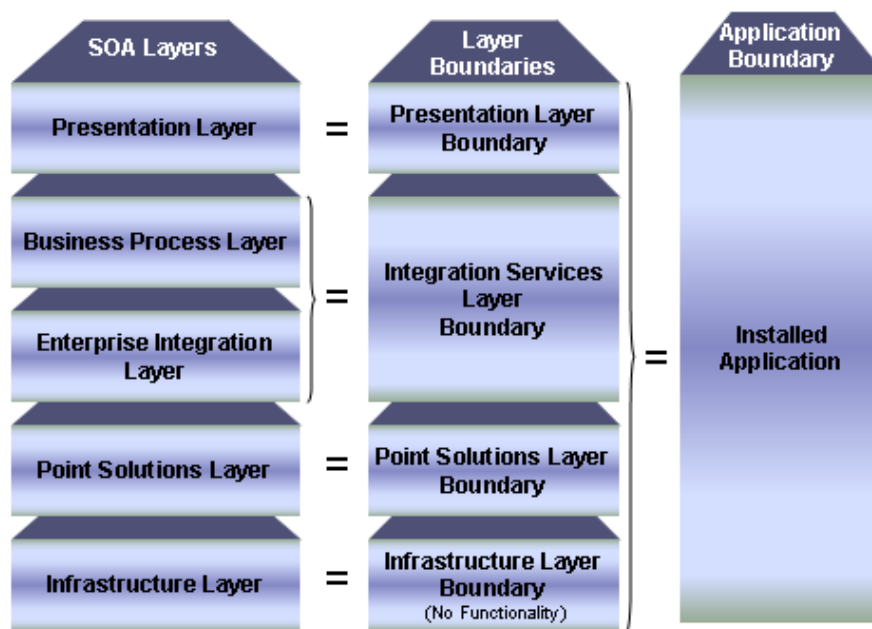 SOA Layers
Presentation Layer
Business Process Layer
Enterprise Integration
Layer
Point Solutions Layer
Infrastructure Layer
=
=
=
=
Layer
Boundaries
Presentation Layer
Boundary
Integration Services
Layer
Boundary
Point Solutions Layer
Boundary
Infrastructure Layer
Boundary
(No Functionality)
=
Application
Boundary
Installed
Application